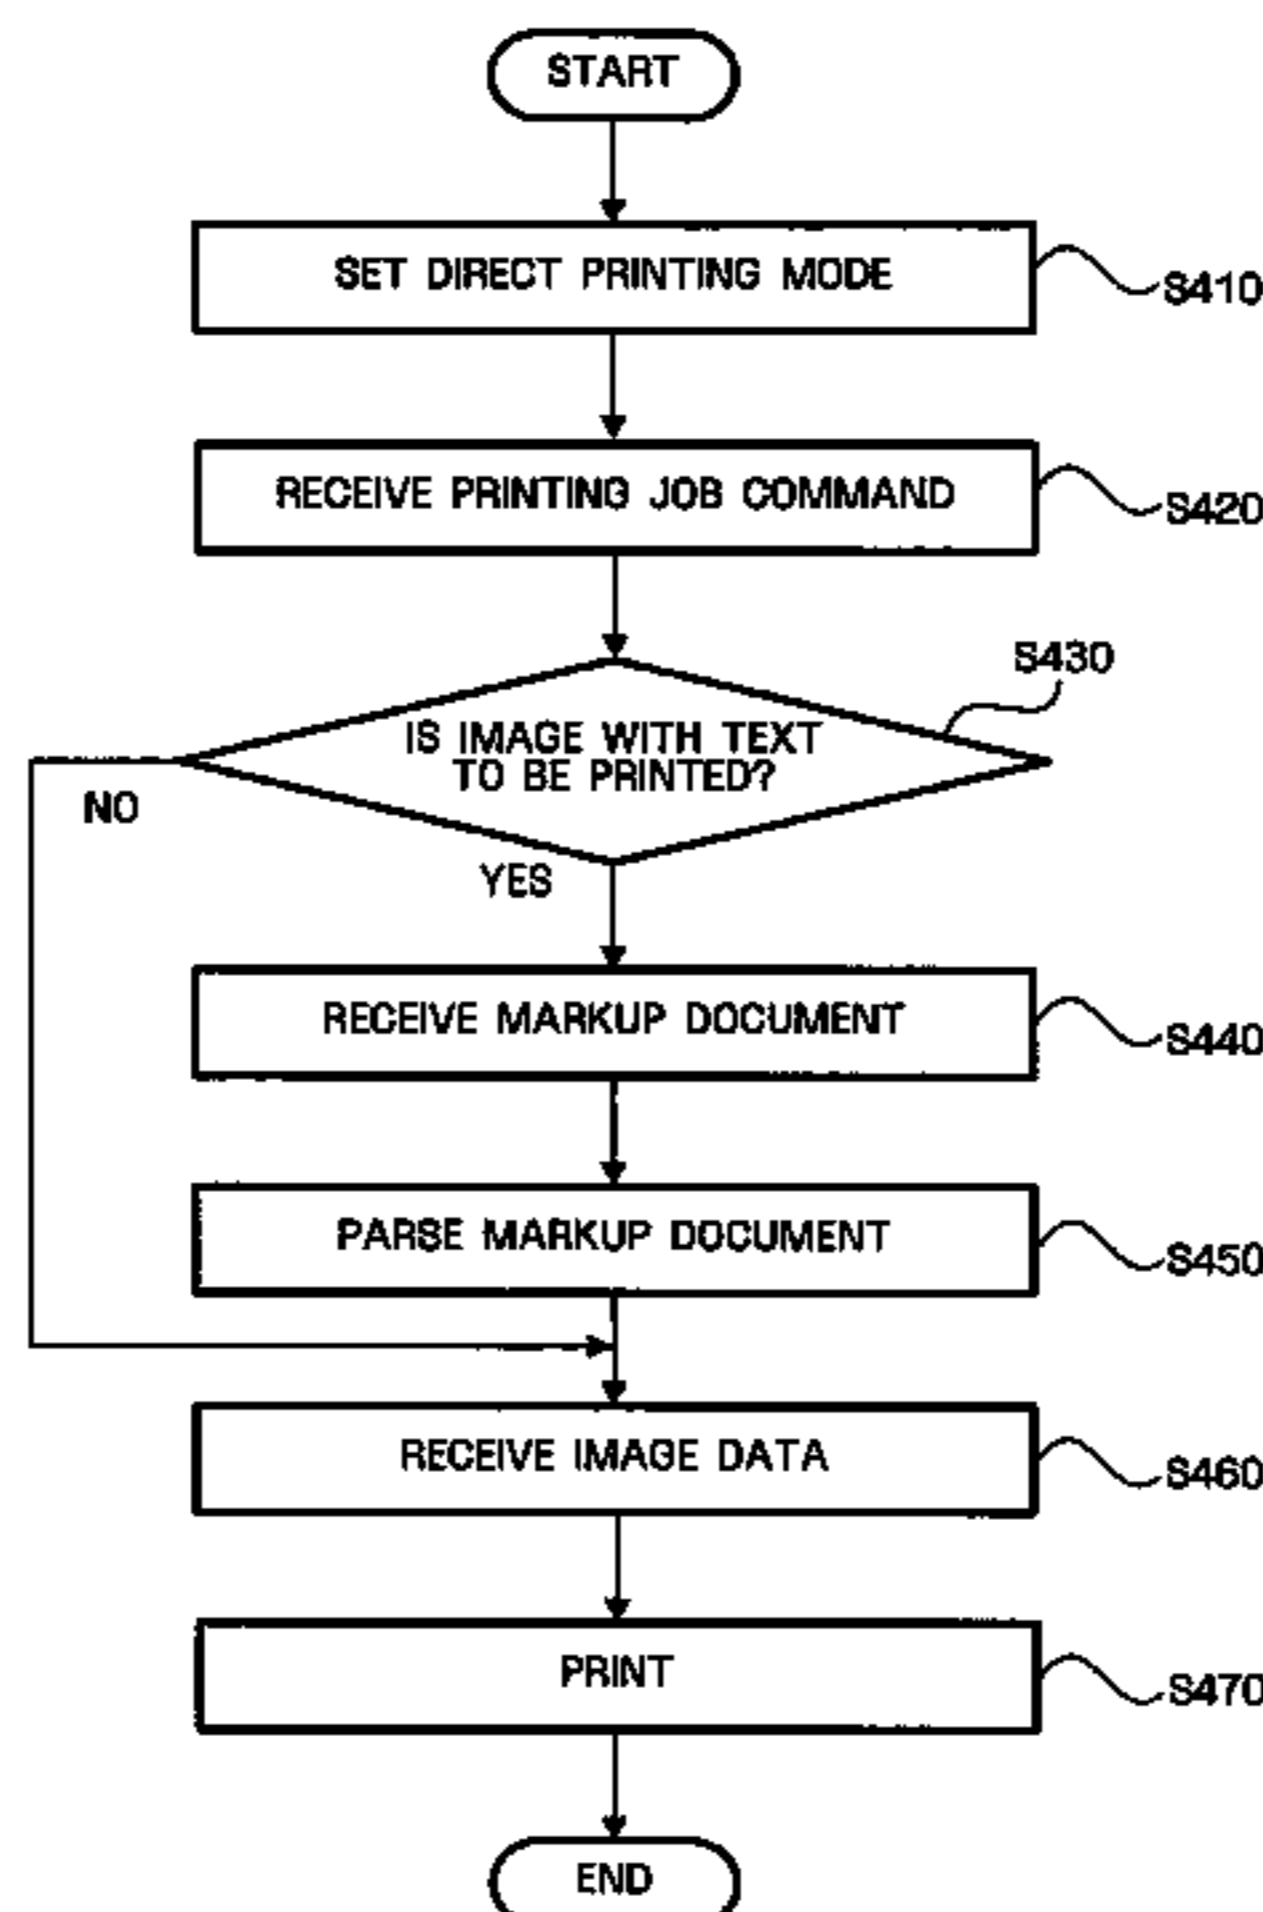 START
SET DIRECT PRINTING MODE
S410
RECEIVE PRINTING JOB COMMAND
S420
S430
IS IMAGE WITH TEXT
TO BE PRINTED?
NO
YES
RECEIVE MARKUP DOCUMENT
S440
PARSE MARKUP DOCUMENT
S450
RECEIVE IMAGE DATA
S460
PRINT
S470
END